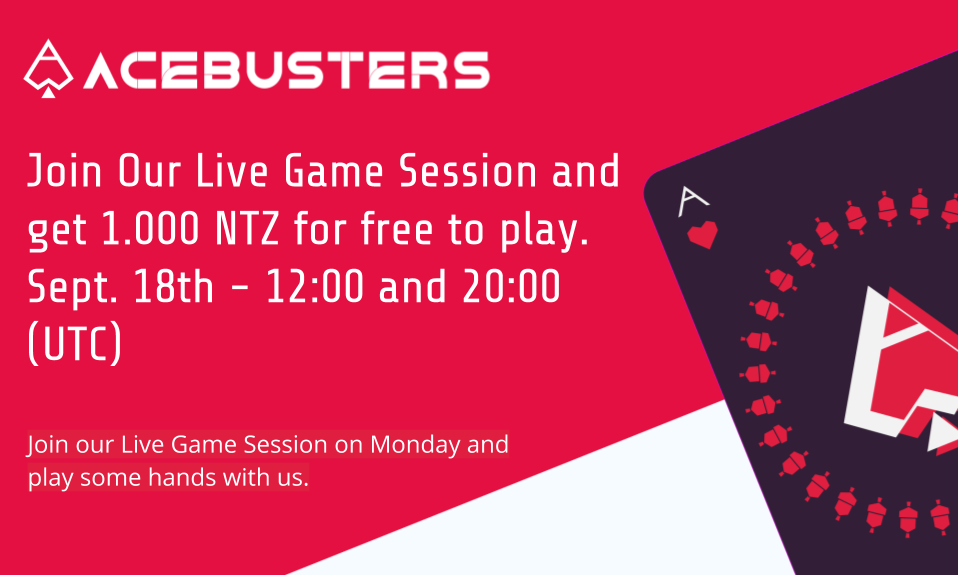 ACEBUSTERS
Join Our Live Game Session and
get 1.000 NTZ for free to play.
Sept. 18th - 12:00 and 20:00
(UTC)
Join our Live Game Session on Monday and
play some hands with us.
A